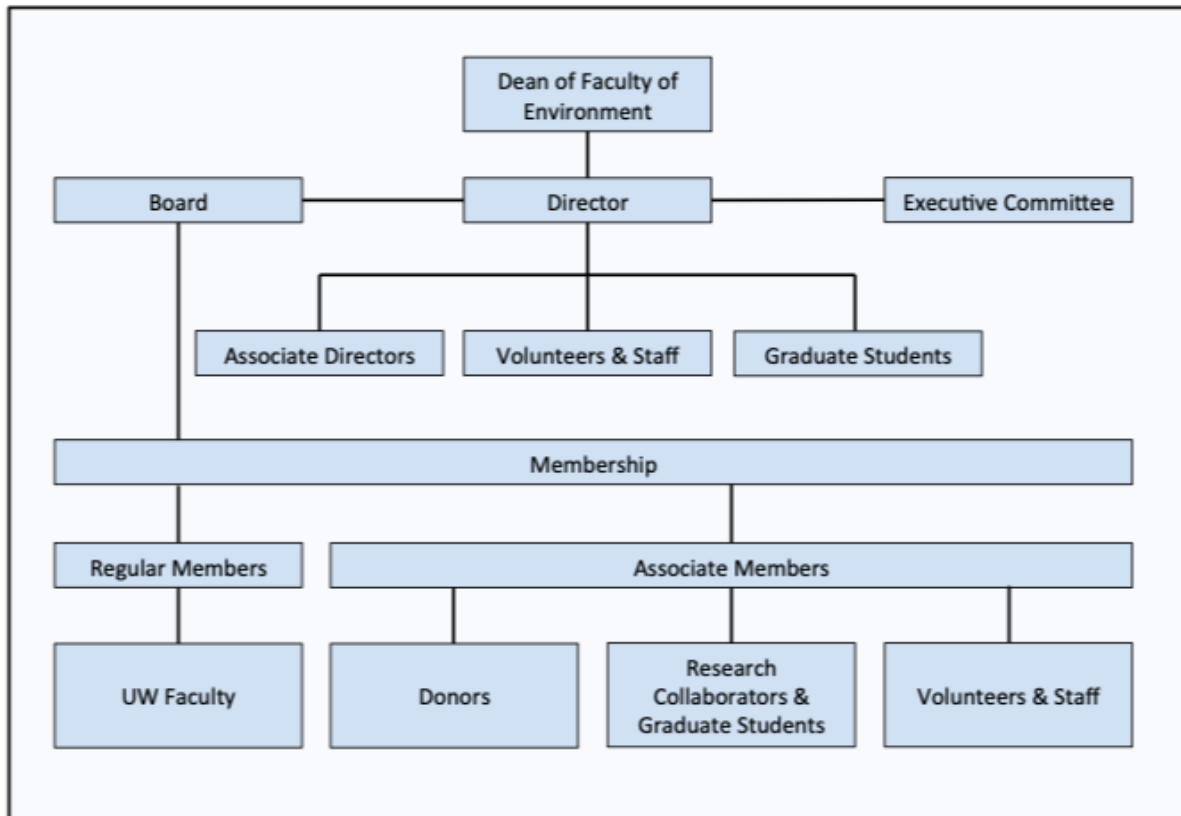 Dean of Faculty of
Environment
Board
Director
Executive Committee
Associate Directors
Volunteers & Staff
Graduate Students
Membership
Regular Members
Associate Members
UW Faculty
Donors
Research
Collaborators &
Graduate Students
Volunteers & Staff